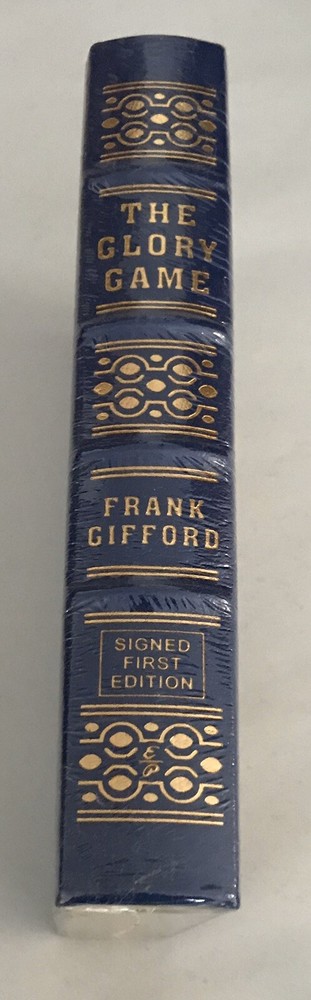 THE
GLORY
GAME
FRANK
GIFFORD
SIGNED
FIRST
EDITION
E
P